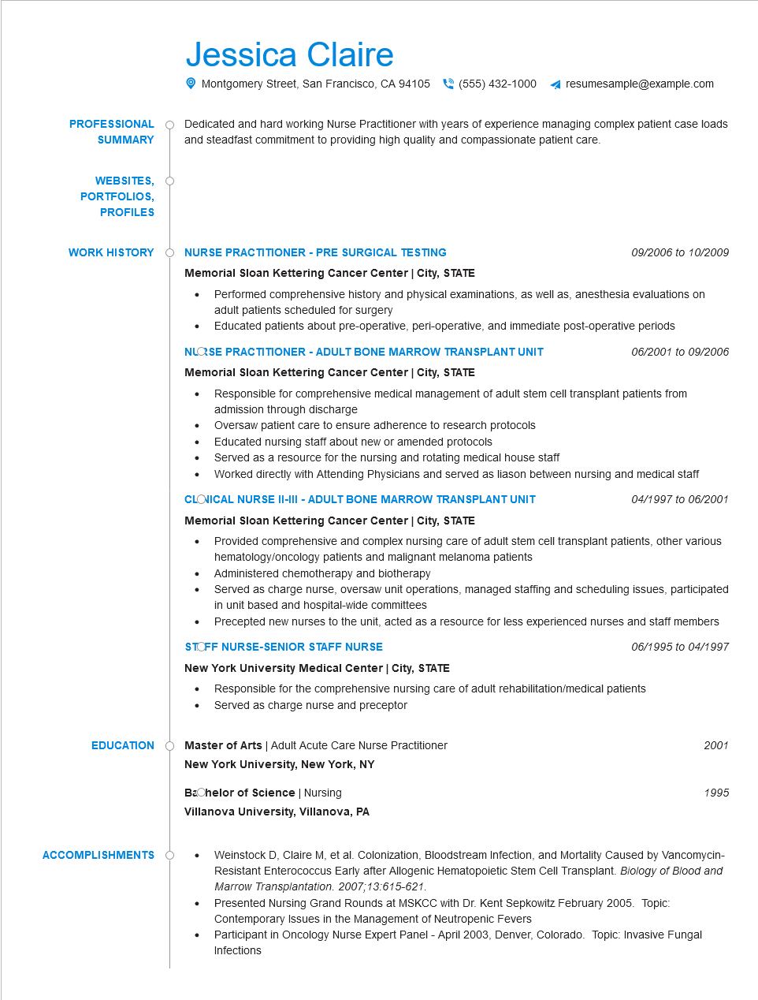 Jessica Claire
Montgomery Street, San Francisco, CA 94105 (555) 432-1000 resumesample@example.com
PROFESSIONAL SUMMARY
Dedicated and hard working Nurse Practitioner with years of experience managing complex patient case loads
and steadfast commitment to providing high quality and compassionate patient care.
WEBSITES,
PORTFOLIOS,
PROFILES
WORK HISTORY
NURSE PRACTITIONER - PRE SURGICAL TESTING 09/2006 to 10/2009
Memorial Sloan Kettering Cancer Center | City, STATE
• Performed comprehensive history and physical examinations, as well as, anesthesia evaluations on
adult patients scheduled for surgery
• Educated patients about pre-operative, peri-operative, and immediate post-operative periods
NURSE PRACTITIONER - ADULT BONE MARROW TRANSPLANT UNIT 06/2001 to 09/2006
Memorial Sloan Kettering Cancer Center | City, STATE
• Responsible for comprehensive medical management of adult stem cell transplant patients from
admission through discharge
• Oversaw patient care to ensure adherence to research protocols
• Educated nursing staff about new or amended protocols
• Served as a resource for the nursing and rotating medical house staff
• Worked directly with Attending Physicians and served as liason between nursing and medical staff
CLINICAL NURSE II-III - ADULT BONE MARROW TRANSPLANT UNIT 04/1997 to 06/2001
Memorial Sloan Kettering Cancer Center | City, STATE
• Provided comprehensive and complex nursing care of adult stem cell transplant patients, other various
hematology/oncology patients and malignant melanoma patients
• Administered chemotherapy and biotherapy
• Served as charge nurse, oversaw unit operations, managed staffing and scheduling issues, participated
in unit based and hospital-wide committees
• Precepted new nurses to the unit, acted as a resource for less experienced nurses and staff members
STAFF NURSE-SENIOR STAFF NURSE 06/1995 to 04/1997
New York University Medical Center | City, STATE
• Responsible for the comprehensive nursing care of adult rehabilitation/medical patients
• Served as charge nurse and preceptor
EDUCATION
Master of Arts | Adult Acute Care Nurse Practitioner 2001
New York University, New York, NY
Bachelor of Science | Nursing 1995
Villanova University, Villanova, PA
ACCOMPLISHMENTS
• Weinstock D, Claire M, et al. Colonization, Bloodstream Infection, and Mortality Caused by Vancomycin-
Resistant Enterococcus Early after Allogenic Hematopoietic Stem Cell Transplant. Biology of Blood and
Marrow Transplantation. 2007;13:615-621.
• Presented Nursing Grand Rounds at MSKCC with Dr. Kent Sepkowitz February 2005. Topic:
Contemporary Issues in the Management of Neutropenic Fevers
• Participant in Oncology Nurse Expert Panel - April 2003, Denver, Colorado. Topic: Invasive Fungal
Infections